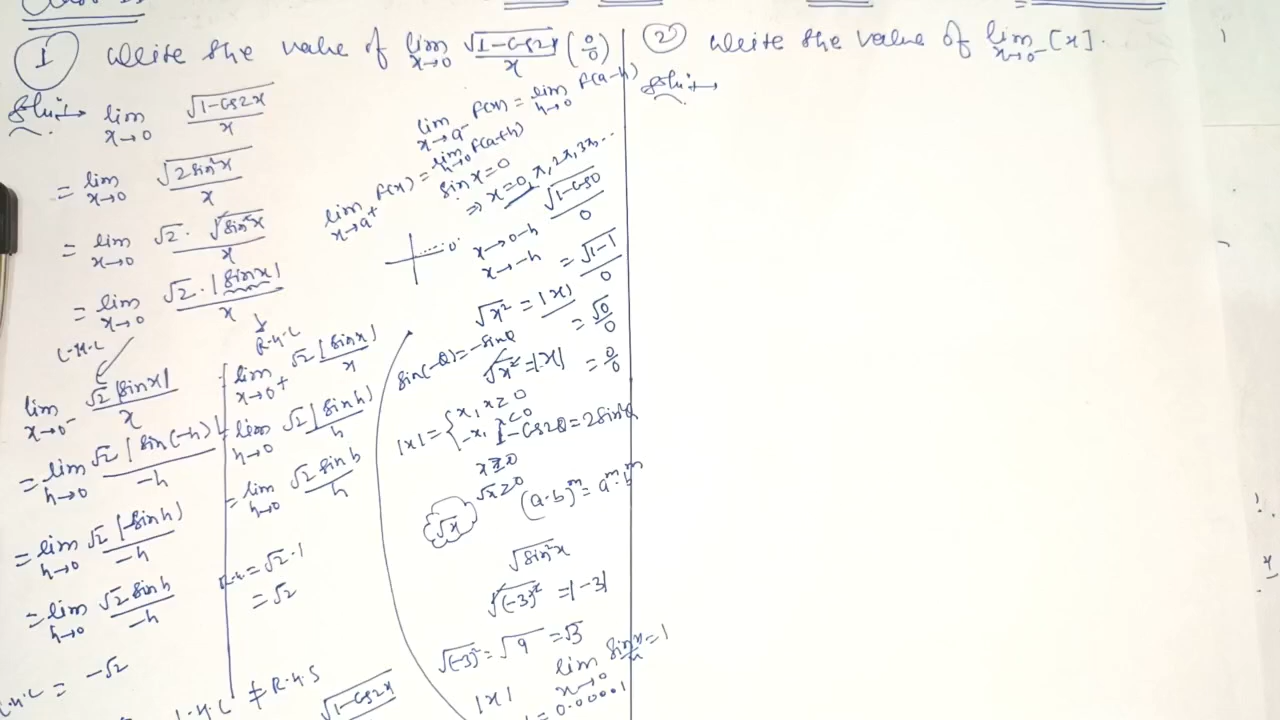 1 Write the value of lim x→0 √1-cos2x / x (0/0)
Soln:→ lim x→0 √1-cos2x / x
= lim x→0 √2sin²x / x
= lim x→0 √2 · √sin²x / x
= lim x→0 √2 · |sinx| / x
L.H.L
lim x→0⁻ √2 |sinx| / x
= lim h→0 √2 |sin(-h)| / -h
= lim h→0 √2 |-sinh| / -h
= lim h→0 √2 sinh / -h
L.H.L = -√2
R.H.L
lim x→0+ √2 |sinx| / x
= lim h→0 √2 |sinh| / h
= lim h→0 √2 sinh / h
R.H. = √2 · 1
= √2
L.H.L ≠ R.H.S
√1-cos2x
lim x→a⁻ f(x) = lim h→0 f(a-h)
lim x→a+ f(x) = lim h→0 f(a+h)
sinx = 0
⇒ x = 0, π, 2π, 3π, ...
√1-cos0 / 0
x→0-h
x→-h
= √1-1 / 0
√x² = |x|
= √0 / 0
sin(-θ) = -sinθ
√x² = |x|
= 0/0
|x| = { x, x≥0
-x, x<0
1-cos2θ = 2sin²θ
x≥0
√x≥0
√x
(a·b)ᵐ = aᵐ·bᵐ
√sin²x
√(-3)² = |-3|
√(-3)² = √9 = √3
lim x→0 sinx / x = 1
|x|
= 0.00001
2 Write the value of lim x→0⁻ [x].
Soln:→